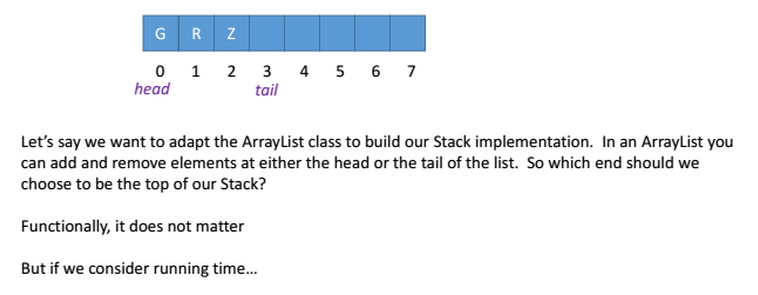 G R Z
0 1 2 3 4 5 6 7
head tail
Let's say we want to adapt the ArrayList class to build our Stack implementation.  In an ArrayList you
can add and remove elements at either the head or the tail of the list.  So which end should we
choose to be the top of our Stack?
Functionally, it does not matter
But if we consider running time...